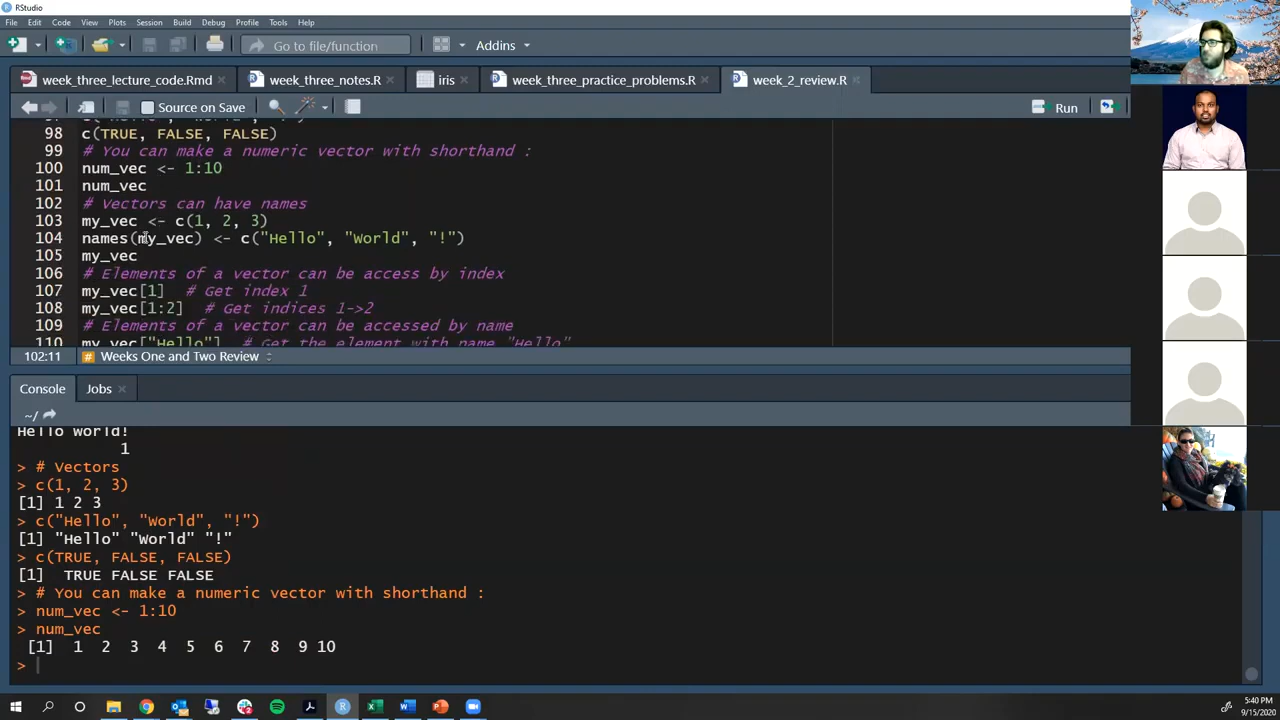 RStudio
File Edit Code View Plots Session Build Debug Profile Tools Help
Go to file/function Addins
week_three_lecture_code.Rmd week_three_notes.R iris week_three_practice_problems.R week_2_review.R
Source on Save Run
98 c(TRUE, FALSE, FALSE)
99 # You can make a numeric vector with shorthand :
100 num_vec <- 1:10
101 num_vec
102 # Vectors can have names
103 my_vec <- c(1, 2, 3)
104 names(my_vec) <- c("Hello", "World", "!")
105 my_vec
106 # Elements of a vector can be access by index
107 my_vec[1] # Get index 1
108 my_vec[1:2] # Get indices 1->2
109 # Elements of a vector can be accessed by name
110 my_vec["Hello"] # Get the element with name "Hello"
102:11 # Weeks One and Two Review
Console Jobs
~/
Hello world!
1
> # Vectors
> c(1, 2, 3)
[1] 1 2 3
> c("Hello", "World", "!")
[1] "Hello" "World" "!"
> c(TRUE, FALSE, FALSE)
[1] TRUE FALSE FALSE
> # You can make a numeric vector with shorthand :
> num_vec <- 1:10
> num_vec
[1] 1 2 3 4 5 6 7 8 9 10
>
5:40 PM
9/15/2020